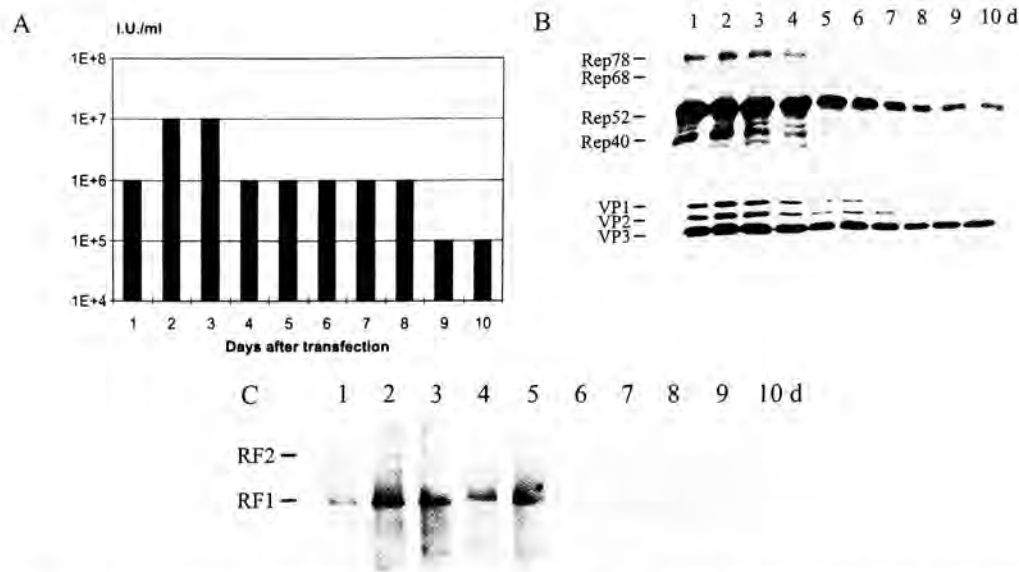 A
I.U./ml
1E+8
1E+7
1E+6
1E+5
1E+4
1 2 3 4 5 6 7 8 9 10
Days after transfection
B
1 2 3 4 5 6 7 8 9 10 d
Rep78
Rep68
Rep52
Rep40
VP1
VP2
VP3
C 1 2 3 4 5 6 7 8 9 10 d
RF2
RF1